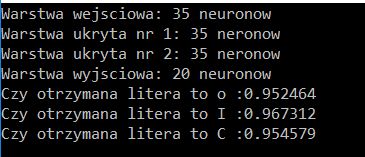 Warstwa wejsciowa: 35 neuronow
Warstwa ukryta nr 1: 35 neronow
Warstwa ukryta nr 2: 35 neronow
Warstwa wyjsciowa: 20 neuronow
Czy otrzymana litera to o :0.952464
Czy otrzymana litera to I :0.967312
Czy otrzymana litera to C :0.954579